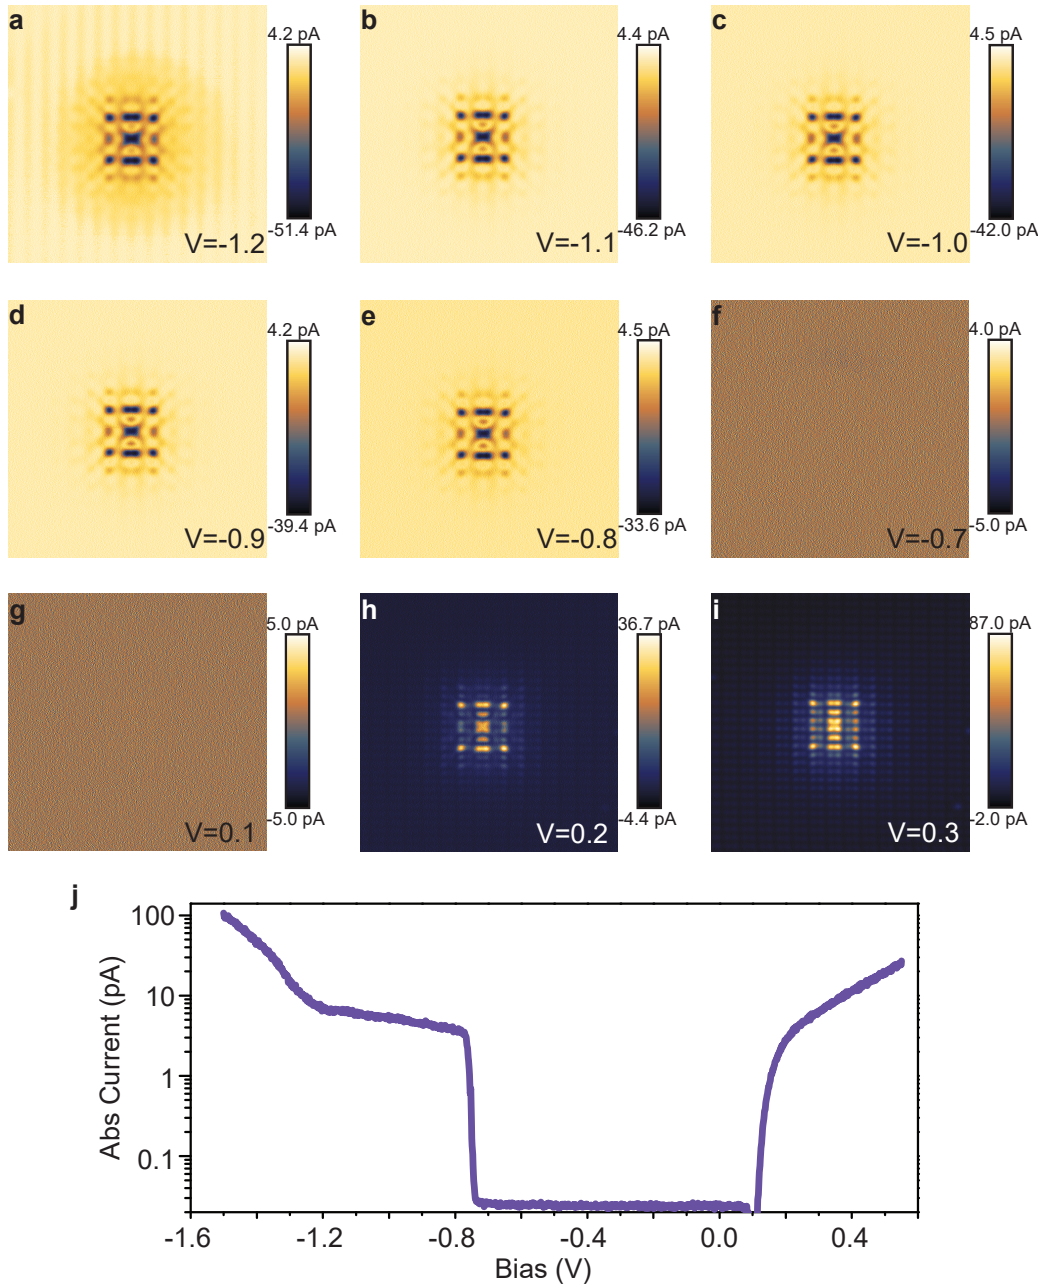 a
4.2 pA
-51.4 pA
V=-1.2
b
4.4 pA
-46.2 pA
V=-1.1
c
4.5 pA
-42.0 pA
V=-1.0
d
4.2 pA
-39.4 pA
V=-0.9
e
4.5 pA
-33.6 pA
V=-0.8
f
4.0 pA
-5.0 pA
V=-0.7
g
5.0 pA
-5.0 pA
V=0.1
h
36.7 pA
-4.4 pA
V=0.2
i
87.0 pA
-2.0 pA
V=0.3
j
Abs Current (pA)
100
10
1
0.1
-1.6 -1.2 -0.8 -0.4 0.0 0.4
Bias (V)